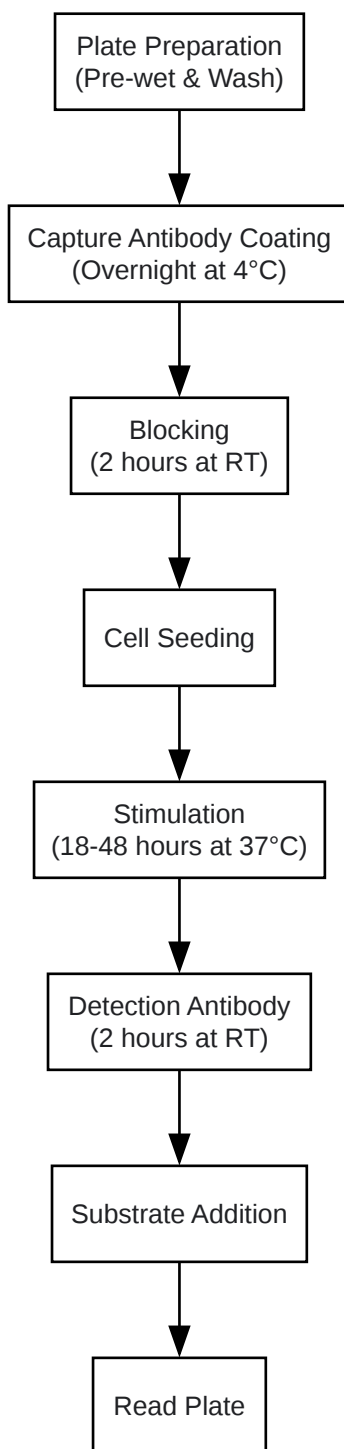 Plate Preparation
(Pre-wet & Wash)
Capture Antibody Coating
(Overnight at 4°C)
Blocking
(2 hours at RT)
Cell Seeding
Stimulation
(18-48 hours at 37°C)
Detection Antibody
(2 hours at RT)
Substrate Addition
Read Plate